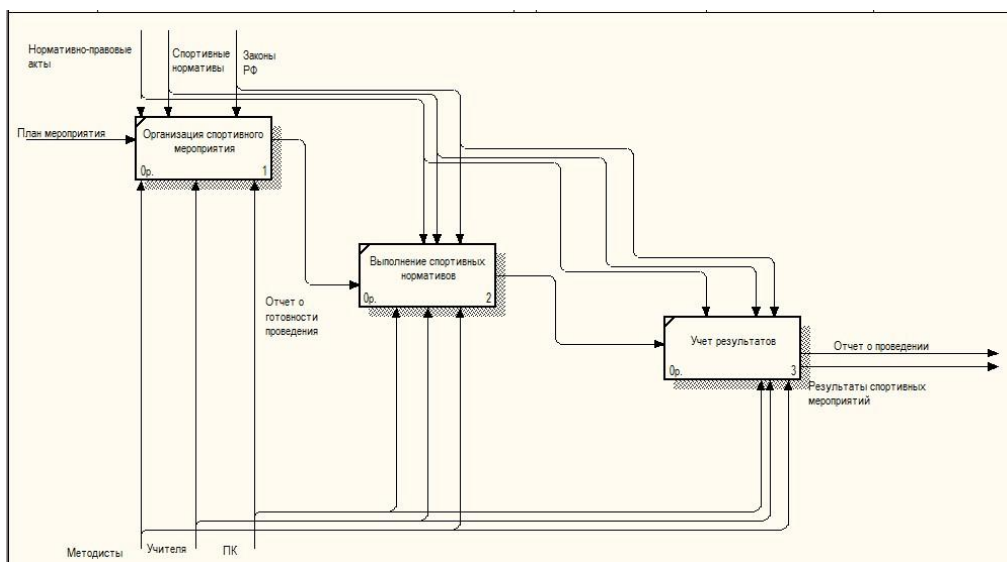 Нормативно-правовые
акты
Спортивные
нормативы
Законы
РФ
План мероприятия
Организация спортивного
мероприятия
0р.
1
Выполнение спортивных
нормативов
0р.
2
Отчет о
готовности
проведения
Учет результатов
0р.
3
Отчет о проведении
Результаты спортивных
мероприятий
Методисты
Учителя
ПК